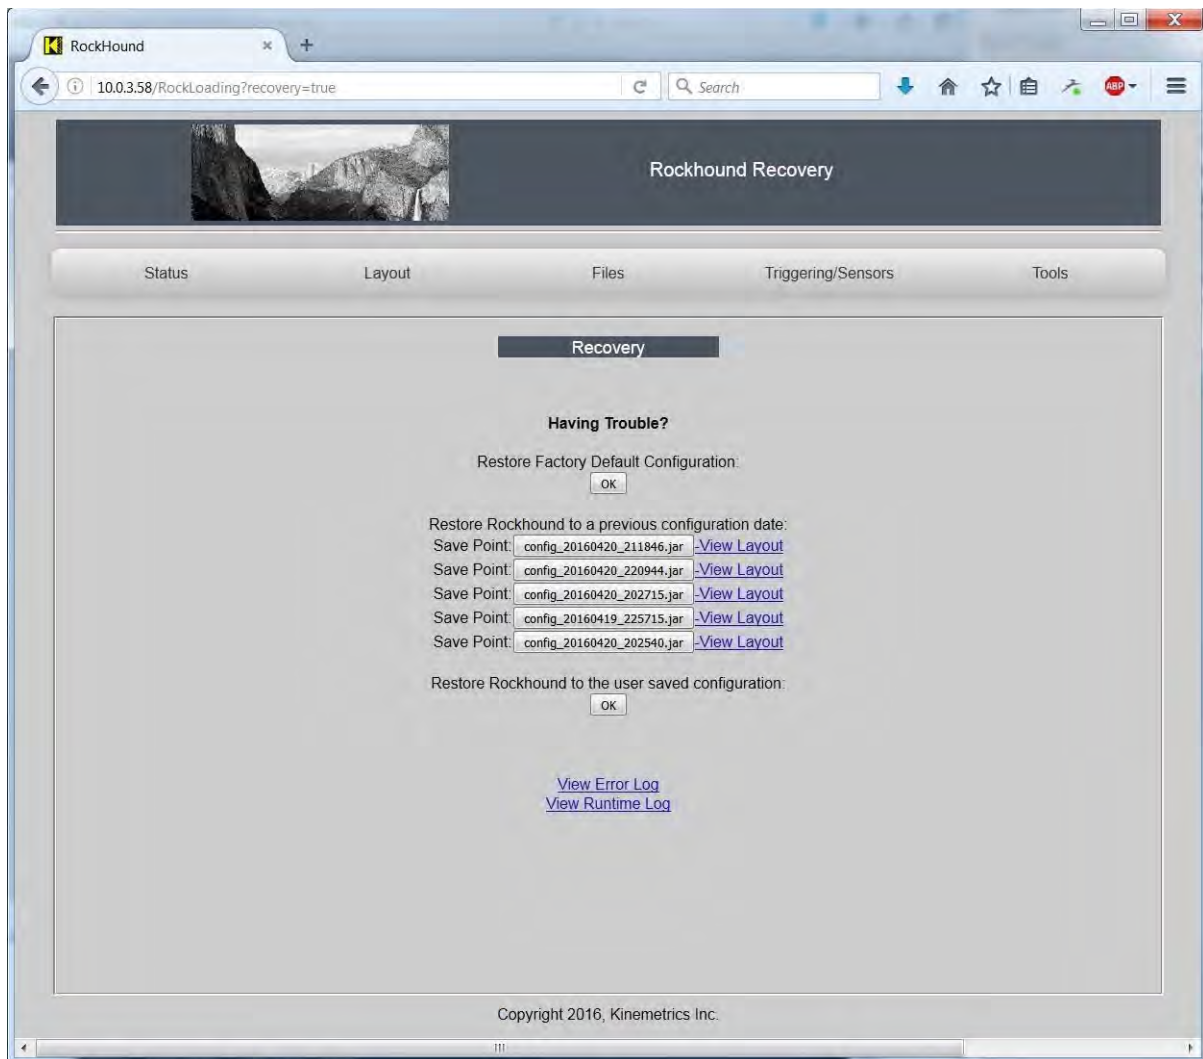 RockHound
10.0.3.58/RockLoading?recovery=true
Search
ABP
Rockhound Recovery
Status Layout Files Triggering/Sensors Tools
Recovery
Having Trouble?
Restore Factory Default Configuration:
OK
Restore Rockhound to a previous configuration date:
Save Point: config_20160420_211846.jar -View Layout
Save Point: config_20160420_220944.jar -View Layout
Save Point: config_20160420_202715.jar -View Layout
Save Point: config_20160419_225715.jar -View Layout
Save Point: config_20160420_202540.jar -View Layout
Restore Rockhound to the user saved configuration:
OK
View Error Log
View Runtime Log
Copyright 2016, Kinemetrics Inc.